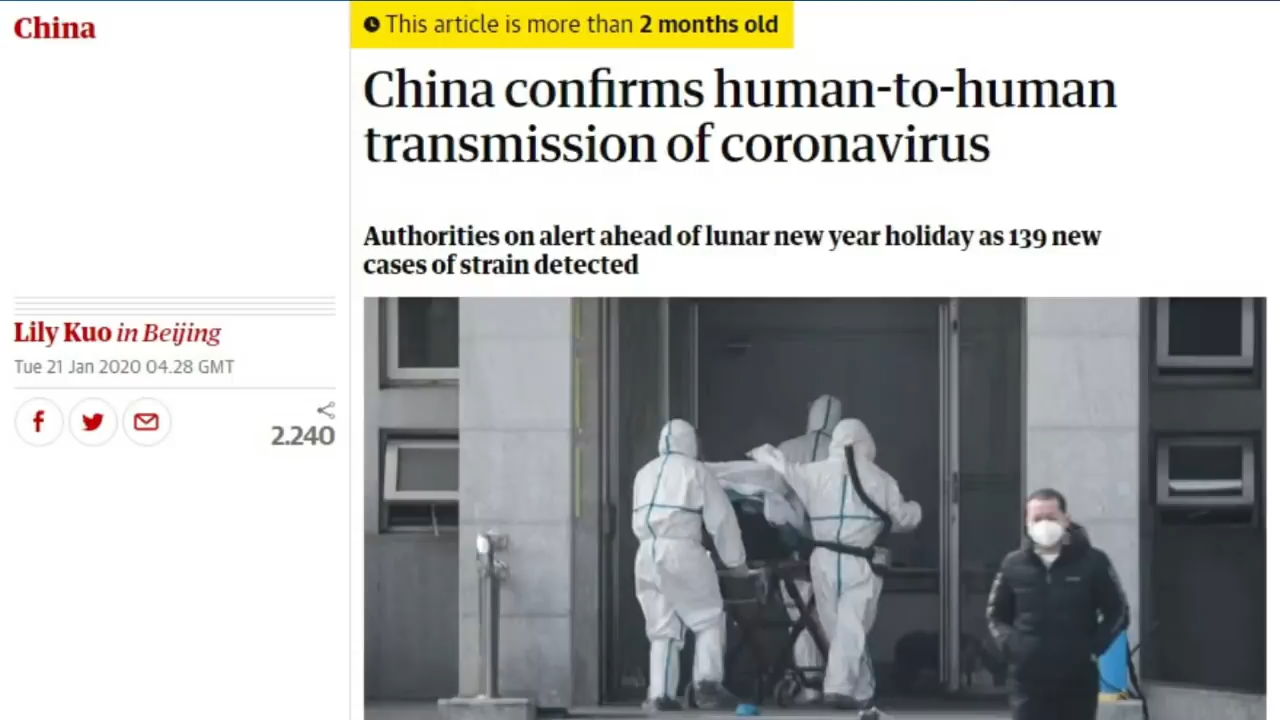 China
This article is more than 2 months old
China confirms human-to-human
transmission of coronavirus
Authorities on alert ahead of lunar new year holiday as 139 new
cases of strain detected
Lily Kuo in Beijing
Tue 21 Jan 2020 04.28 GMT
2.240